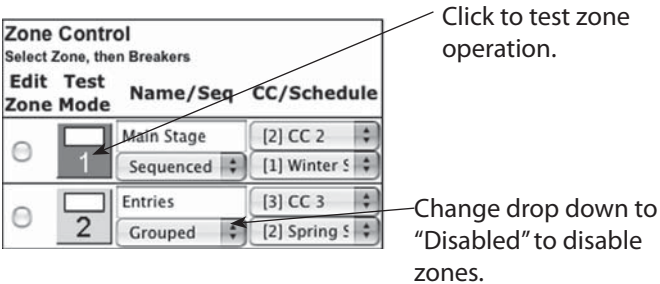 Zone Control
Select Zone, then Breakers
Edit Zone
Test Mode
Name/Seq
CC/Schedule
1
Main Stage
[2] CC 2
Sequenced
[1] Winter S
2
Entries
[3] CC 3
Grouped
[2] Spring S
Click to test zone
operation.
Change drop down to
“Disabled” to disable
zones.